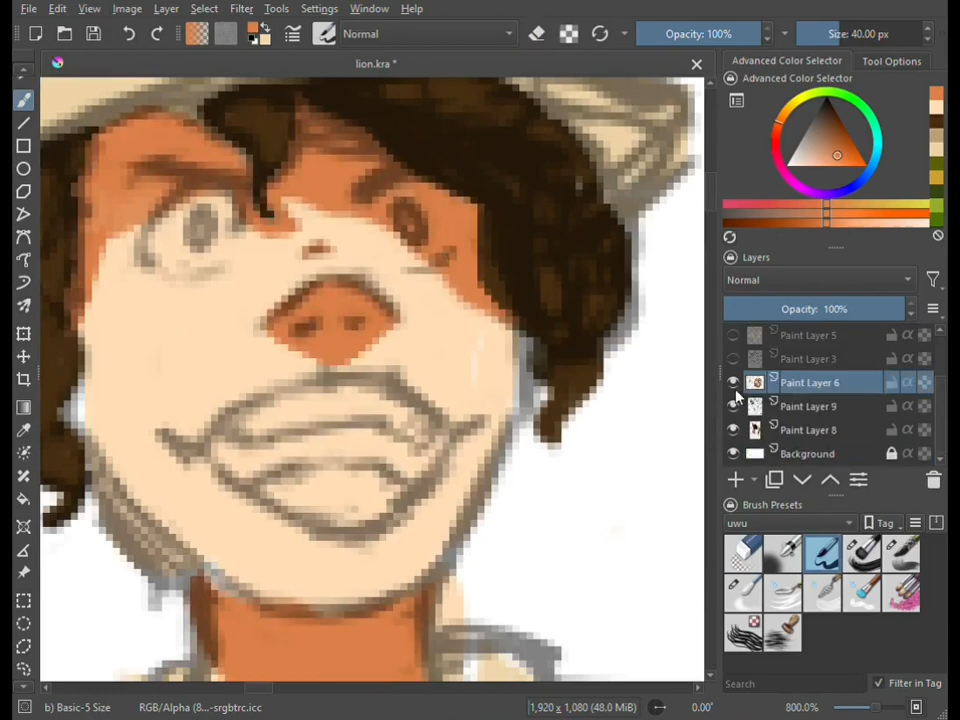 File Edit View Image Layer Select Filter Tools Settings Window Help
Normal Opacity: 100% Size: 40.00 px
lion.kra *
Advanced Color Selector Tool Options
Advanced Color Selector
Layers
Normal
Opacity: 100%
Paint Layer 5
Paint Layer 3
Paint Layer 6
Paint Layer 9
Paint Layer 8
Background
Brush Presets
uwu Tag
Search Filter in Tag
b) Basic-5 Size RGB/Alpha (8...-srgbtrc.icc 1,920 x 1,080 (48.0 MiB) 0.00° 800.0%